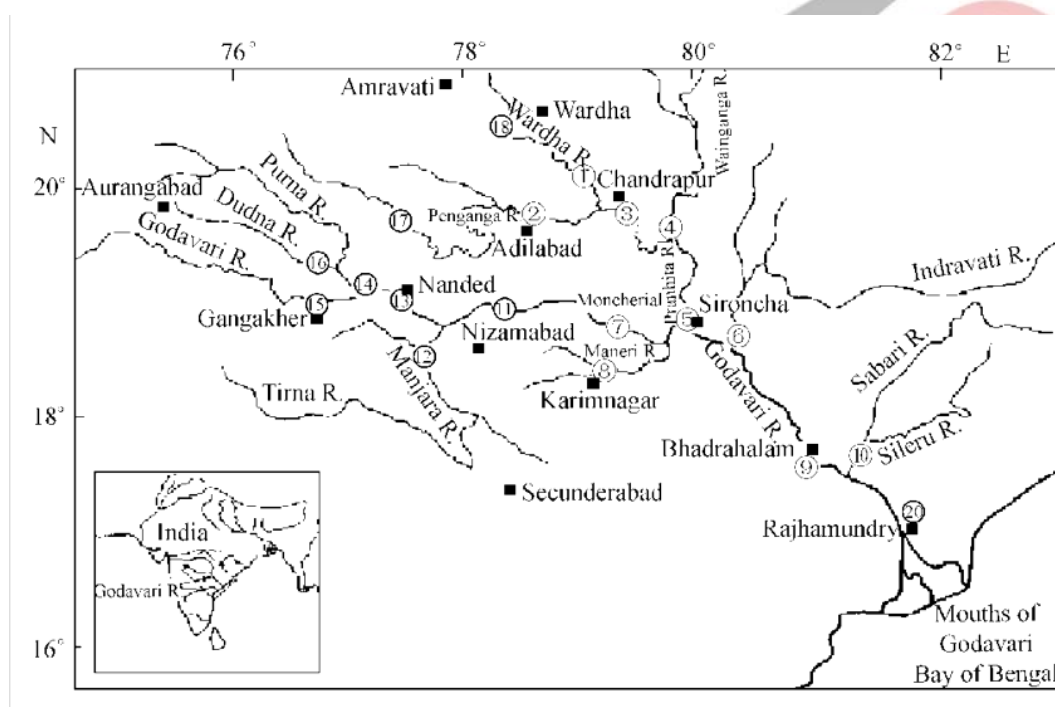 76° 78° 80° 82° E
Amravati
Wardha
Wainganga R.
N
⑱
Wardha R.
20°
①
Chandrapur
Purna R.
Aurangabad
Dudna R.
⑰
Penganga R.
②
③
④
Godavari R.
Adilabad
⑯
Indravati R.
⑭
Nanded
⑬
Pranhita R.
⑮
⑪
Moncherial
Sironcha
Gangakher
⑤
⑦
⑥
Nizamabad
⑫
Maneri R.
Sabari R.
⑧
Manjara R.
Godavari R.
Tirna R.
Karimnagar
18°
Bhadrahalam
⑩
Sileru R.
⑨
Secunderabad
⑳
India
Rajhamundry
Godavari R
Mouths of
Godavari
16°
Bay of Bengal